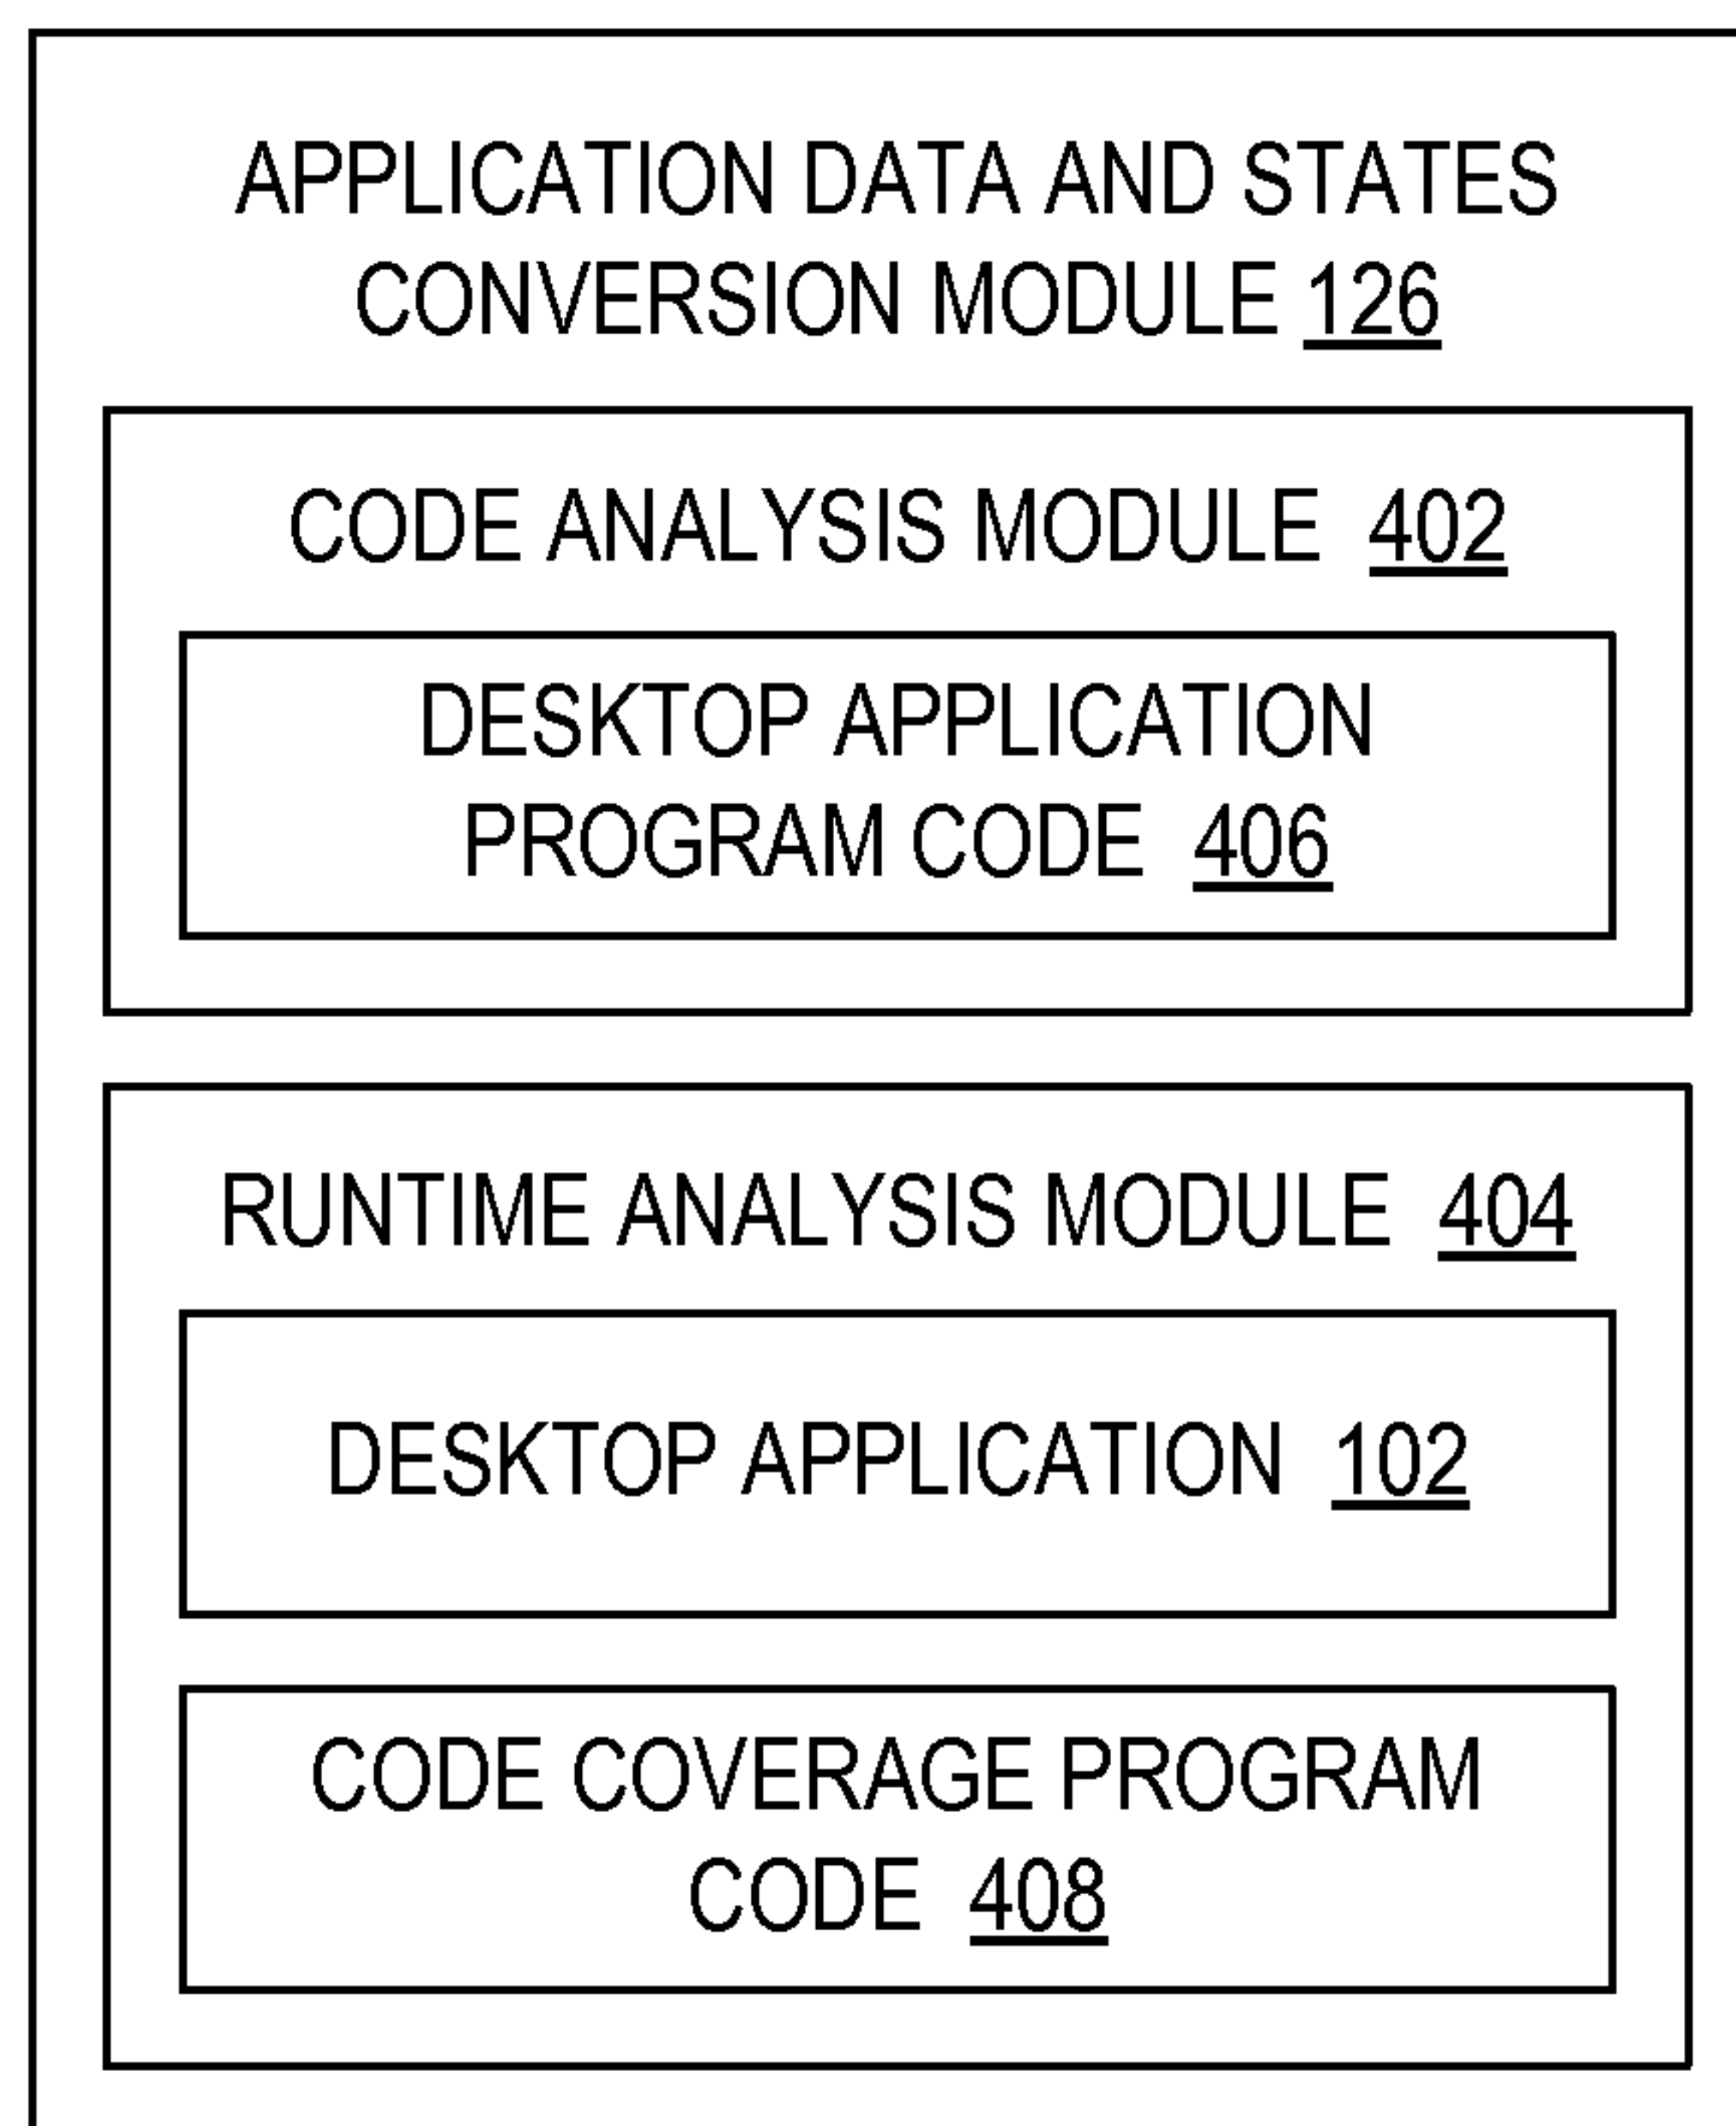 APPLICATION DATA AND STATES
CONVERSION MODULE 126
CODE ANALYSIS MODULE 402
DESKTOP APPLICATION
PROGRAM CODE 406
RUNTIME ANALYSIS MODULE 404
DESKTOP APPLICATION 102
CODE COVERAGE PROGRAM
CODE 408